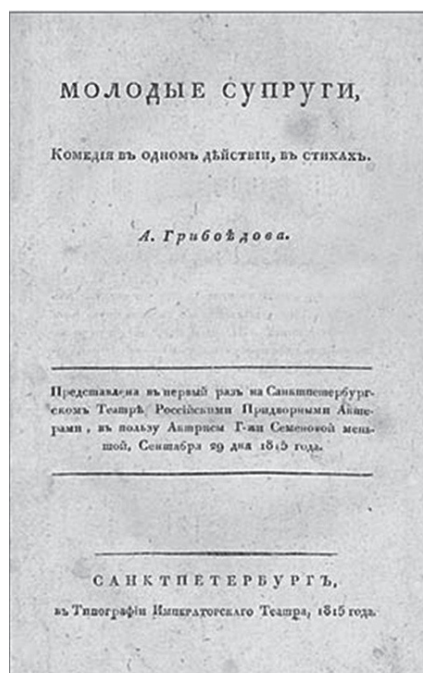 МОЛОДЫЕ СУПРУГИ,
Комедія въ одномъ дѣйствіи, въ стихахъ.
А. Грибоѣдова.
Представлена въ первый разъ на Санктпетербург-
скомъ Театрѣ Россійскими Придворными Акте-
рами, въ пользу Актрисы Г-жи Семеновой мень-
шой, Сентября 29 дня 1815 года.
САНКТПЕТЕРБУРГЪ,
въ Типографіи Императорскаго Театра, 1815 года.